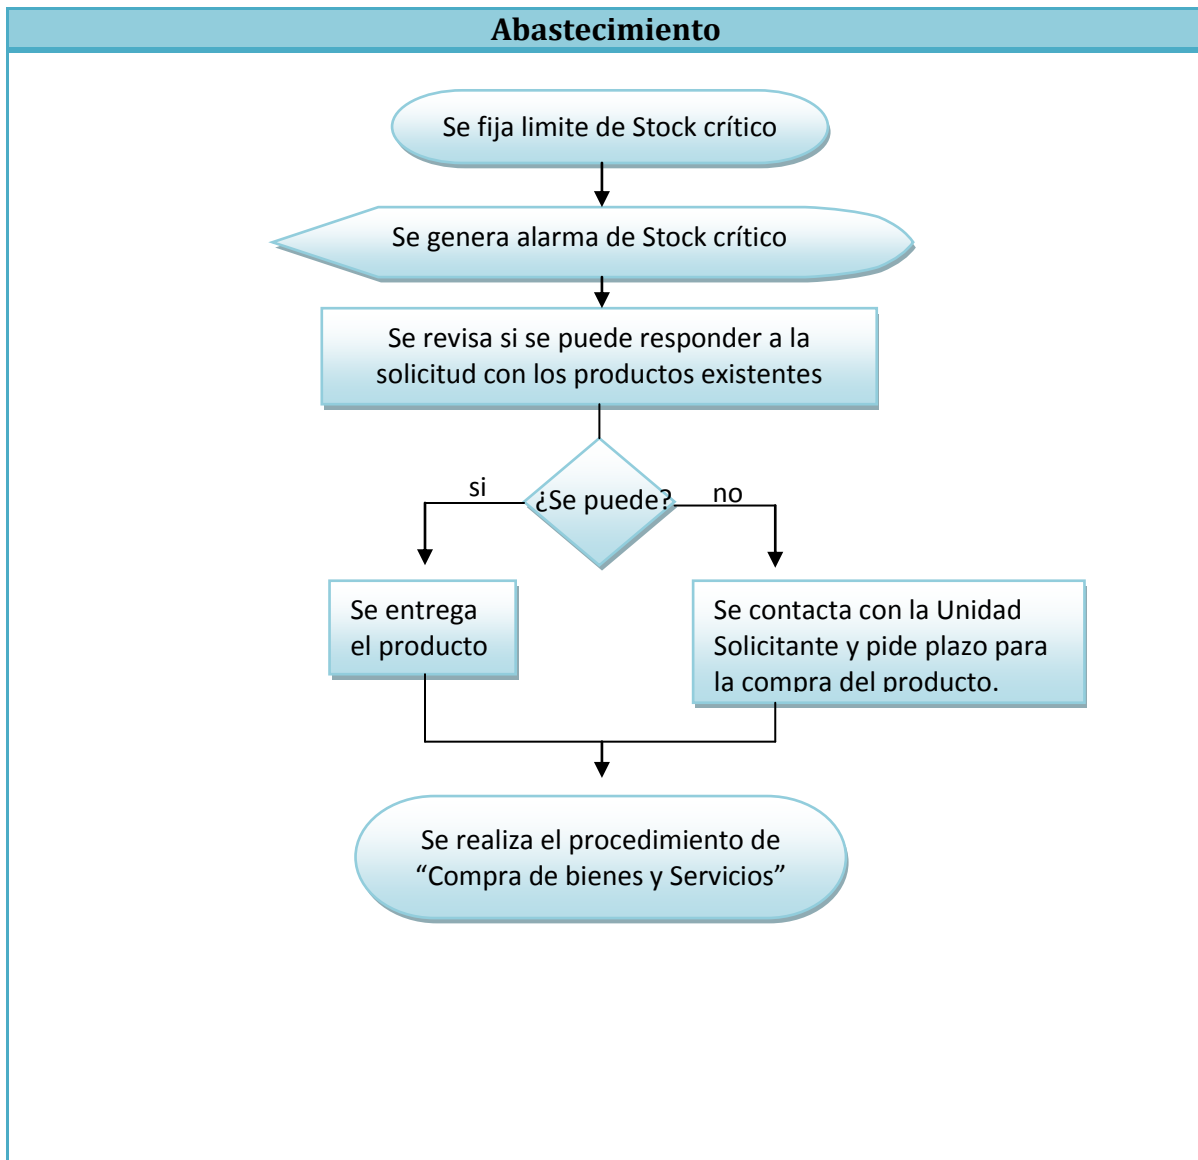 Abastecimiento
Se fija limite de Stock crítico
Se genera alarma de Stock crítico
Se revisa si se puede responder a la
solicitud con los productos existentes
¿Se puede?
si
no
Se entrega
el producto
Se contacta con la Unidad
Solicitante y pide plazo para
la compra del producto.
Se realiza el procedimiento de
“Compra de bienes y Servicios”